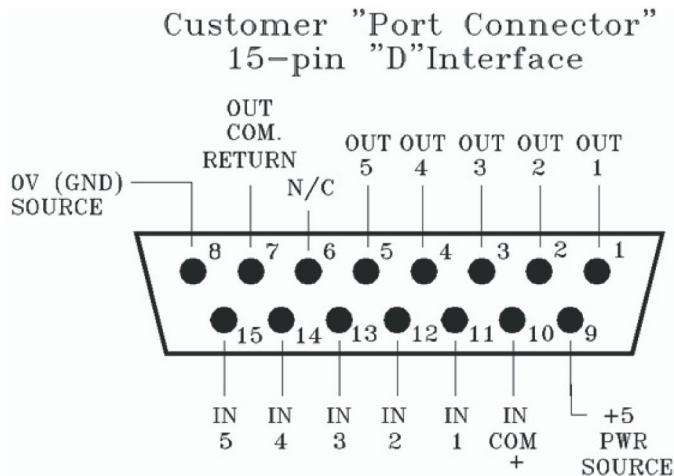 Customer "Port Connector"
15-pin "D"Interface
OUT
COM.
RETURN
OUT OUT OUT OUT OUT
5 4 3 2 1
0V (GND)
SOURCE
N/C
8 7 6 5 4 3 2 1
15 14 13 12 11 10 9
IN IN IN IN IN IN +5
5 4 3 2 1 COM PWR
+ SOURCE